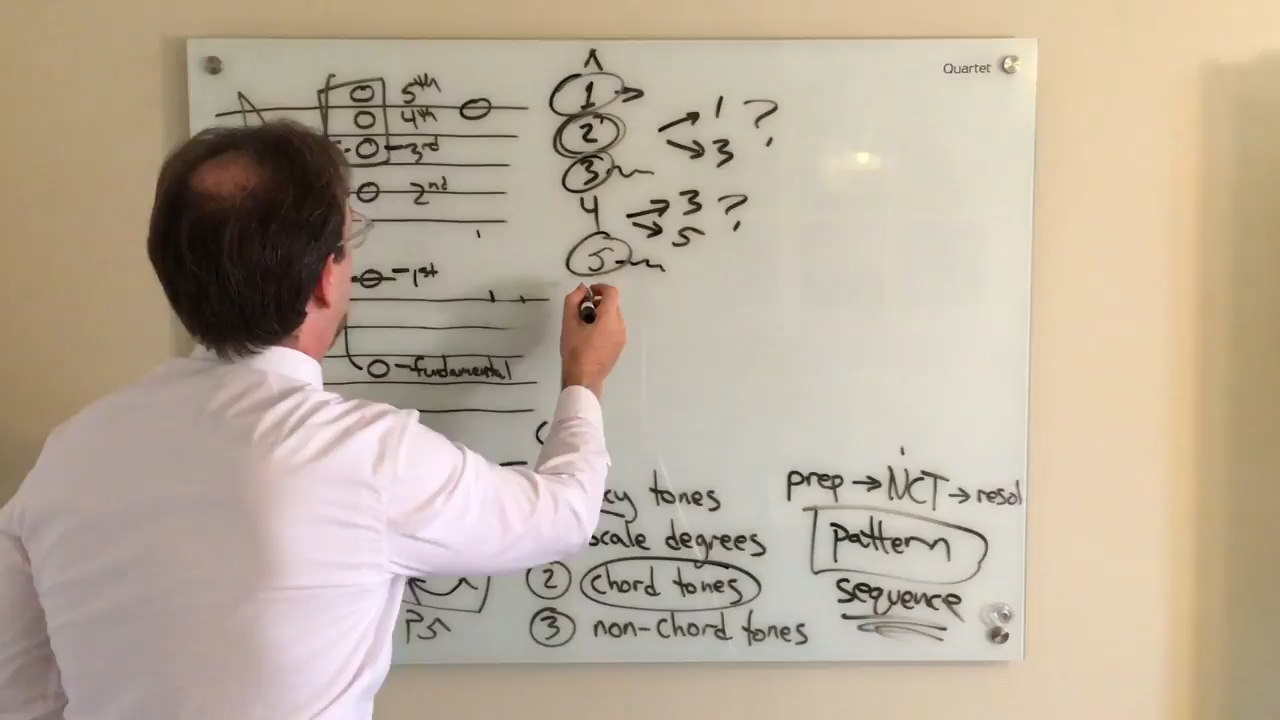 Quartet
5th
4th
3rd
2nd
1st
fundamental
^
1 →
2 → 1 ?
→ 3
3
4 → 3 ?
→ 5
5
tones
scale degrees
2 chord tones
3 non-chord tones
prep → NCT → resol
pattern
sequence